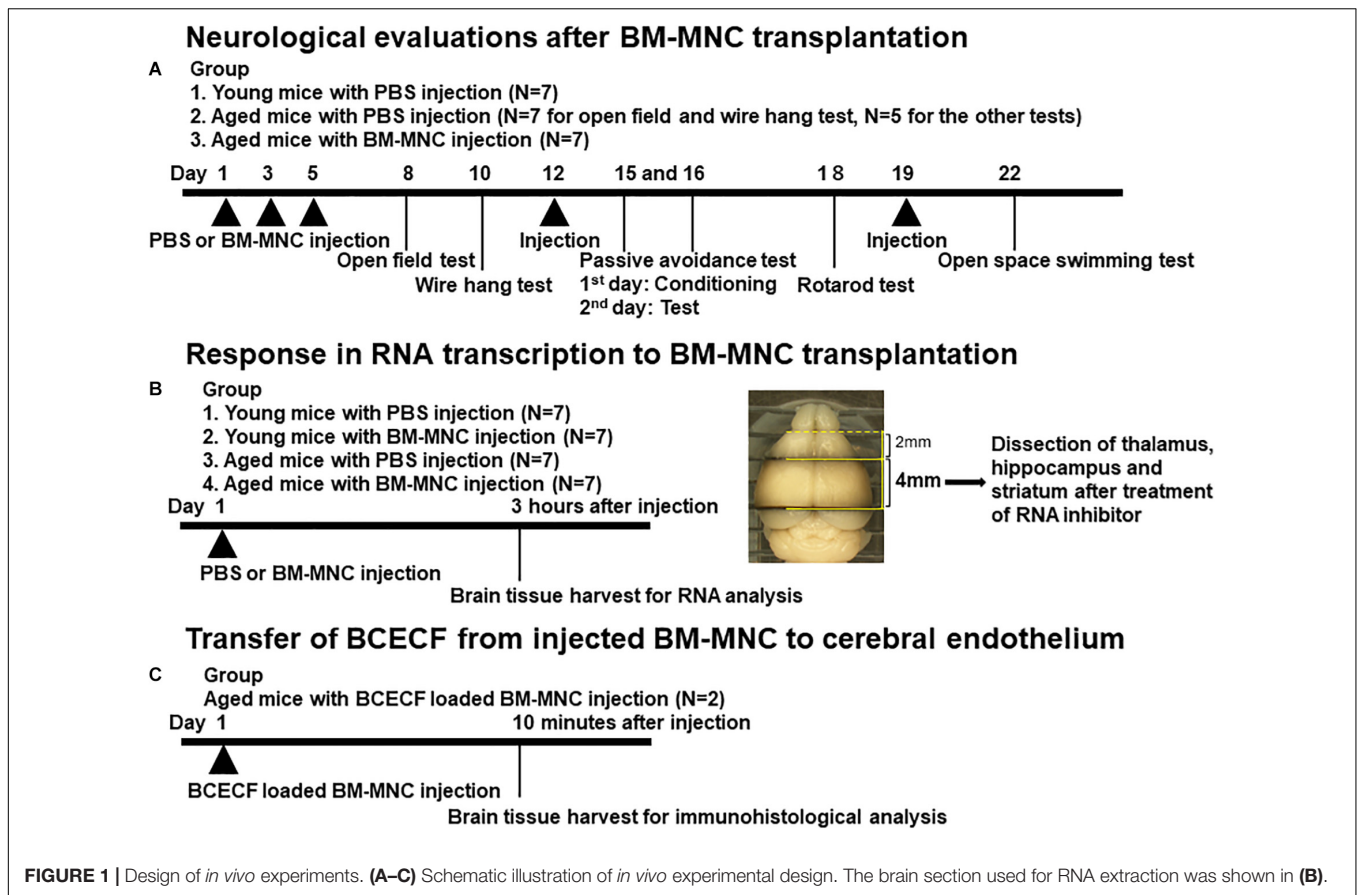 Neurological evaluations after BM-MNC transplantation
A Group
1. Young mice with PBS injection (N=7)
2. Aged mice with PBS injection (N=7 for open field and wire hang test, N=5 for the other tests)
3. Aged mice with BM-MNC injection (N=7)
Day 1 3 5 8 10 12 15 and 16 1 8 19 22
PBS or BM-MNC injection Injection Injection
Open field test Passive avoidance test Open space swimming test
Wire hang test 1st day: Conditioning Rotarod test
2nd day: Test
Response in RNA transcription to BM-MNC transplantation
B Group
1. Young mice with PBS injection (N=7)
2. Young mice with BM-MNC injection (N=7)
3. Aged mice with PBS injection (N=7)
4. Aged mice with BM-MNC injection (N=7)
Day 1 3 hours after injection
PBS or BM-MNC injection
Brain tissue harvest for RNA analysis
2mm
4mm
Dissection of thalamus,
hippocampus and
striatum after treatment
of RNA inhibitor
Transfer of BCECF from injected BM-MNC to cerebral endothelium
C Group
Aged mice with BCECF loaded BM-MNC injection (N=2)
Day 1 10 minutes after injection
BCECF loaded BM-MNC injection
Brain tissue harvest for immunohistological analysis
FIGURE 1 | Design of in vivo experiments. (A–C) Schematic illustration of in vivo experimental design. The brain section used for RNA extraction was shown in (B).